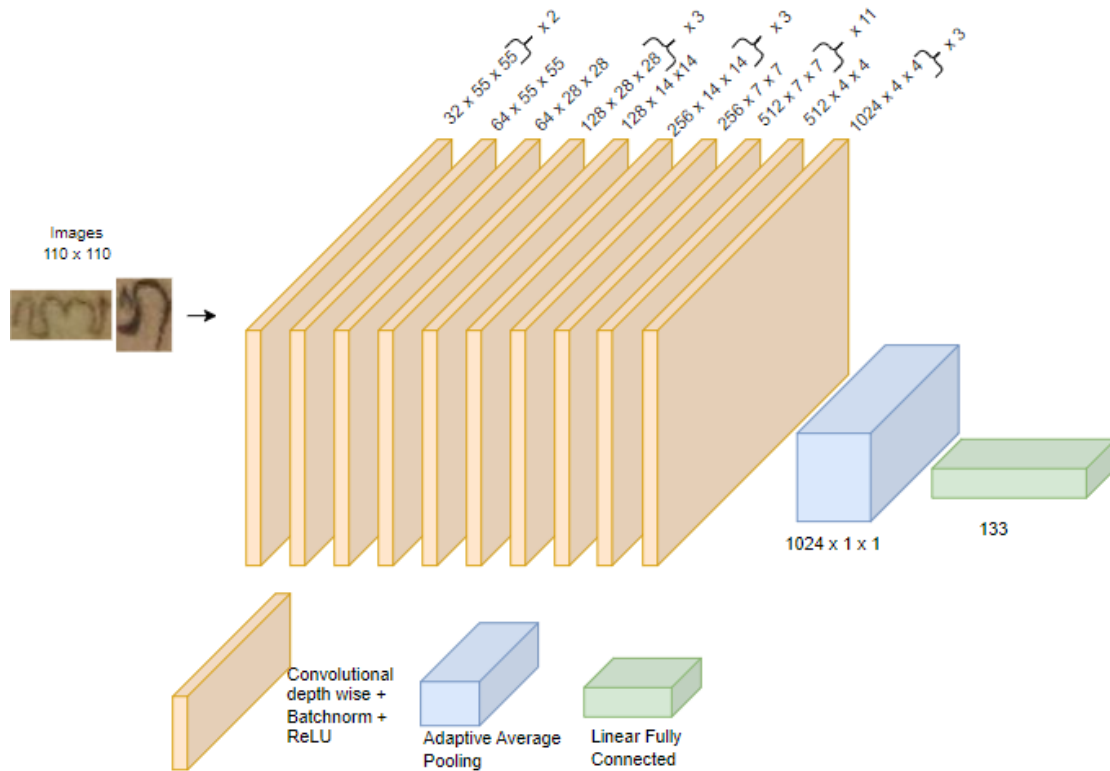 32 x 55 x 55 x 2
64 x 55 x 55
64 x 28 x 28
128 x 28 x 28 x 3
128 x 14 x14
256 x 14 x 14 x 3
256 x 7 x 7
512 x 7 x 7 x 11
512 x 4 x 4
1024 x 4 x 4 x 3
Images
110 x 110
1024 x 1 x 1
133
Convolutional
depth wise +
Batchnorm +
ReLU
Adaptive Average
Pooling
Linear Fully
Connected